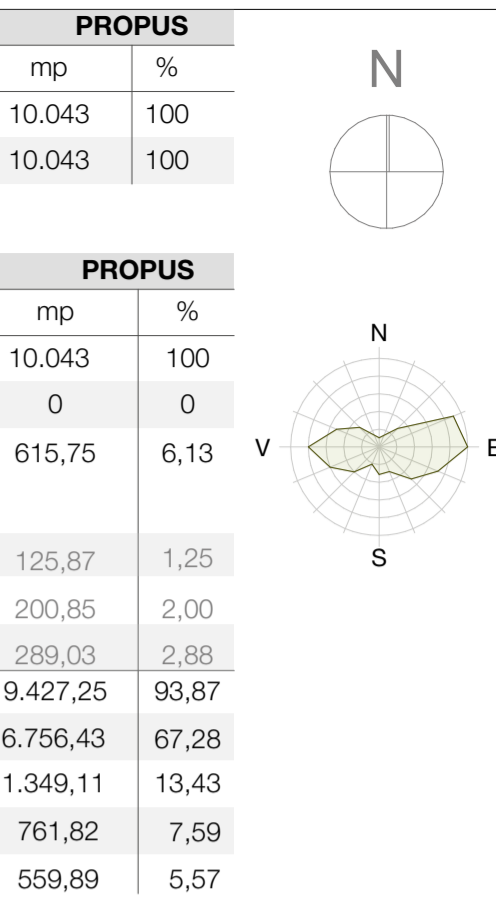 PROPUS
mp %
10.043 100
10.043 100
N
PROPUS
mp %
10.043 100
0 0
615,75 6,13
125,87 1,25
200,85 2,00
289,03 2,88
9.427,25 93,87
6.756,43 67,28
1.349,11 13,43
761,82 7,59
559,89 5,57
N
V E
S